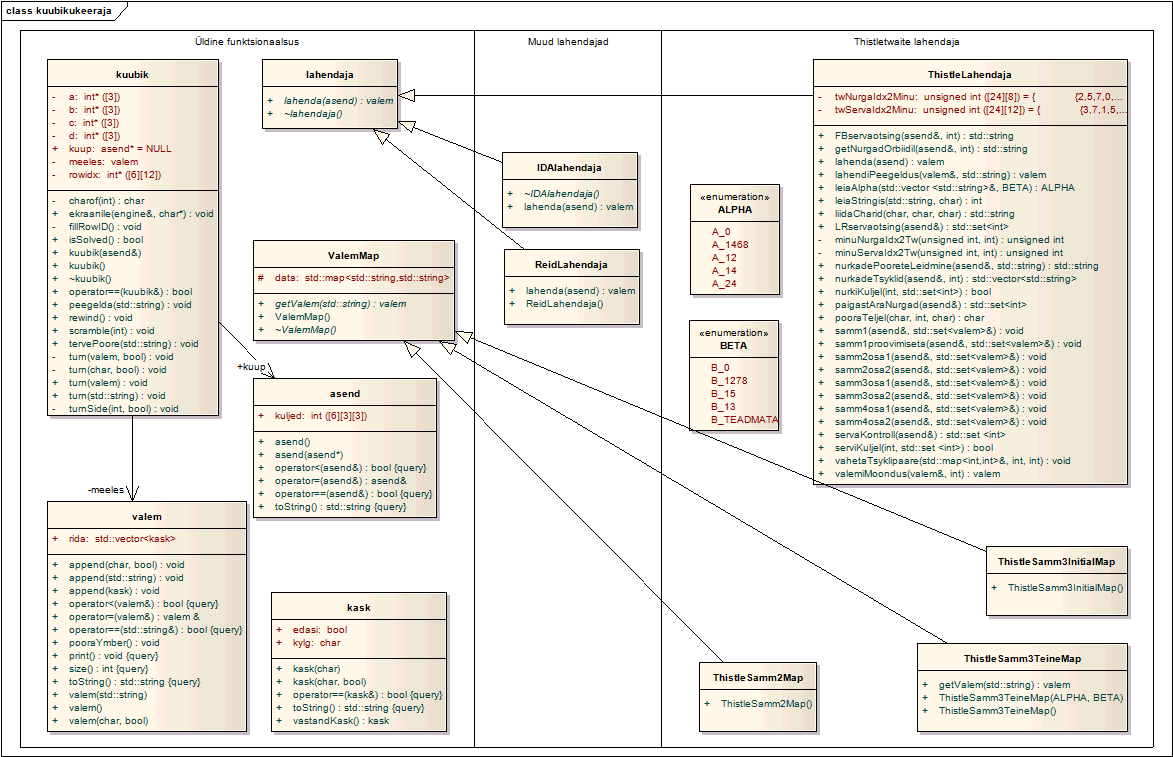 class kuubikukeeraja
Üldine funktsionaalsus
Muud lahendajad
Thistletwaite lahendaja
kuubik
- a: int* ([3])
- b: int* ([3])
- c: int* ([3])
- d: int* ([3])
+ kuup: asend* = NULL
- meeles: valem
- rowidx: int* ([6][12])
- charof(int) : char
+ ekraanile(engine&, char*) : void
- fillRowID() : void
+ isSolved() : bool
+ kuubik(asend&)
+ kuubik()
+ ~kuubik()
+ operator==(kuubik&) : bool
+ peegelda(std::string) : void
+ rewind() : void
+ scramble(int) : void
+ tervePoore(std::string) : void
- turn(valem, bool) : void
- turn(char, bool) : void
+ turn(valem) : void
+ turn(std::string) : void
- turnSide(int, bool) : void
lahendaja
+ lahenda(asend) : valem
+ ~lahendaja()
IDAlahendaja
+ ~IDAlahendaja()
+ lahenda(asend) : valem
ReidLahendaja
+ lahenda(asend) : valem
+ ReidLahendaja()
ValemMap
# data: std::map<std::string,std::string>
+ getValem(std::string) : valem
+ ValemMap()
+ ~ValemMap()
+kuup
asend
+ kuljed: int ([6][3][3])
+ asend()
+ asend(asend*)
+ operator<(asend&) : bool {query}
+ operator=(asend&) : asend&
+ operator==(asend&) : bool {query}
+ toString() : std::string {query}
-meeles
valem
+ rida: std::vector<kask>
+ append(char, bool) : void
+ append(std::string) : void
+ append(kask) : void
+ operator<(valem&) : bool {query}
+ operator=(valem&) : valem &
+ operator==(std::string&) : bool {query}
+ pooraYmber() : void
+ print() : void {query}
+ size() : int {query}
+ toString() : std::string {query}
+ valem(std::string)
+ valem()
+ valem(char, bool)
kask
+ edasi: bool
+ kylg: char
+ kask(char)
+ kask(char, bool)
+ operator==(kask&) : bool {query}
+ toString() : std::string {query}
+ vastandKask() : kask
«enumeration»
ALPHA
A_0
A_1468
A_12
A_14
A_24
«enumeration»
BETA
B_0
B_1278
B_15
B_13
B_TEADMATA
ThistleLahendaja
- twNurgaIdx2Minu: unsigned int ([24][8]) = { {2,5,7,0,...
- twServaIdx2Minu: unsigned int ([24][12]) = { {3,7,1,5,...
+ FBservaotsing(asend&, int) : std::string
+ getNurgadOrbiidil(asend&, int) : std::string
+ lahenda(asend) : valem
+ lahendiPeegeldus(valem&, std::string) : valem
+ leiaAlpha(std::vector <std::string>&, BETA) : ALPHA
+ leiaStringis(std::string, char) : int
+ liidaCharid(char, char, char) : std::string
+ LRservaotsing(asend&) : std::set<int>
- minuNurgaIdx2Tw(unsigned int, int) : unsigned int
- minuServaIdx2Tw(unsigned int, int) : unsigned int
+ nurkadePooreteLeidmine(asend&, std::string) : std::string
+ nurkadeTsyklid(asend&, int) : std::vector<std::string>
+ nurkiKuljel(int, std::set<int>) : bool
+ paigastAraNurgad(asend&) : std::set<int>
+ pooraTeljel(char, int, char) : char
+ samm1(asend&, std::set<valem>&) : void
+ samm1proovimiseta(asend&, std::set<valem>&) : void
+ samm2osa1(asend&, std::set<valem>&) : void
+ samm2osa2(asend&, std::set<valem>&) : void
+ samm3osa1(asend&, std::set<valem>&) : void
+ samm3osa2(asend&, std::set<valem>&) : void
+ samm4osa1(asend&, std::set<valem>&) : void
+ samm4osa2(asend&, std::set<valem>&) : void
+ servaKontroll(asend&) : std::set <int>
+ serviKuljel(int, std::set <int>) : bool
+ vahetaTsyklipaare(std::map<int,int>&, int, int) : void
+ valemiMoondus(valem&, int) : valem
ThistleSamm3InitialMap
+ ThistleSamm3InitialMap()
ThistleSamm3TeineMap
+ getValem(std::string) : valem
+ ThistleSamm3TeineMap(ALPHA, BETA)
+ ThistleSamm3TeineMap()
ThistleSamm2Map
+ ThistleSamm2Map()